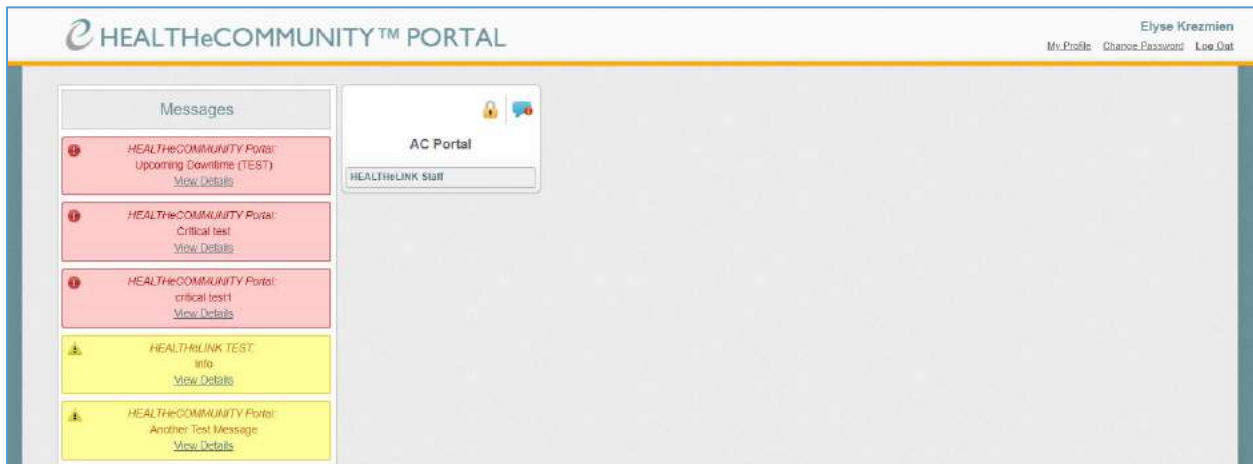 HEALTHeCOMMUNITY™ PORTAL
Elyse Krezmien
My Profile Change Password Log Out
Messages
HEALTHeCOMMUNITY Portal:
Upcoming Downtime (TEST)
View Details
HEALTHeCOMMUNITY Portal:
Critical test
View Details
HEALTHeCOMMUNITY Portal:
critical test1
View Details
HEALTHeLINK TEST:
Info
View Details
HEALTHeCOMMUNITY Portal:
Another Test Message
View Details
AC Portal
HEALTHeLINK Staff